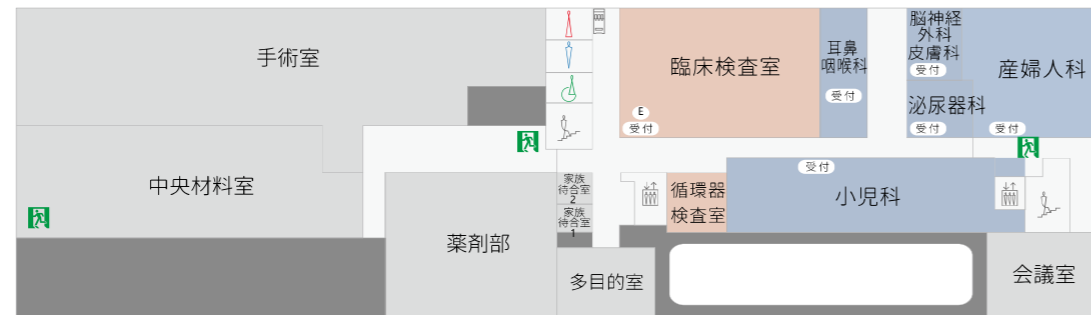 手術室
臨床検査室
E
受付
耳鼻
咽喉科
受付
脳神経
外科
皮膚科
受付
産婦人科
受付
泌尿器科
受付
中央材料室
薬剤部
家族
待合室
2
家族
待合室
1
多目的室
循環器
検査室
受付
小児科
会議室